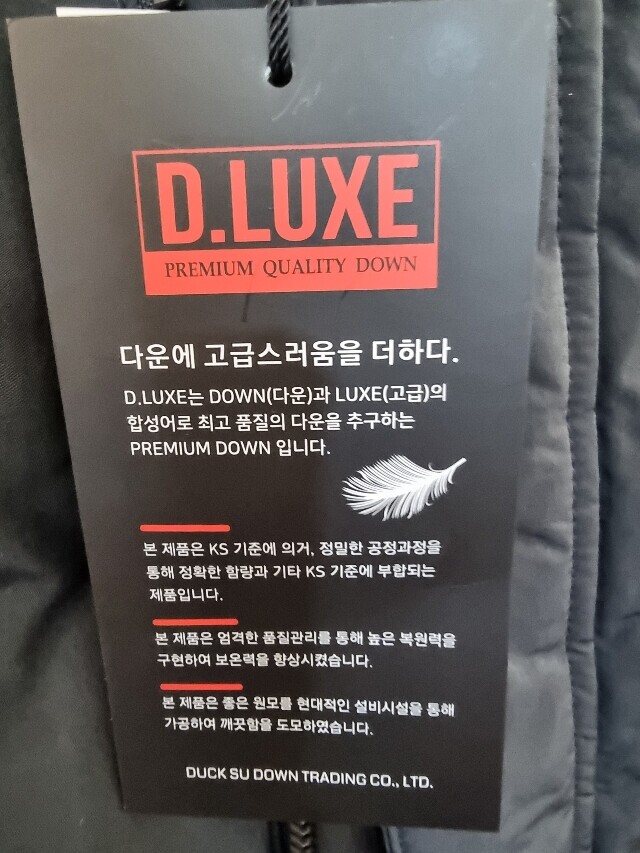 D.LUXE
PREMIUM QUALITY DOWN
다운에 고급스러움을 더하다.
D.LUXE는 DOWN(다운)과 LUXE(고급)의
합성어로 최고 품질의 다운을 추구하는
PREMIUM DOWN 입니다.
본 제품은 KS 기준에 의거, 정밀한 공정과정을
통해 정확한 함량과 기타 KS 기준에 부합되는
제품입니다.
본 제품은 엄격한 품질관리를 통해 높은 복원력을
구현하여 보온력을 향상시켰습니다.
본 제품은 좋은 원모를 현대적인 설비시설을 통해
가공하여 깨끗함을 도모하였습니다.
DUCK SU DOWN TRADING CO., LTD.